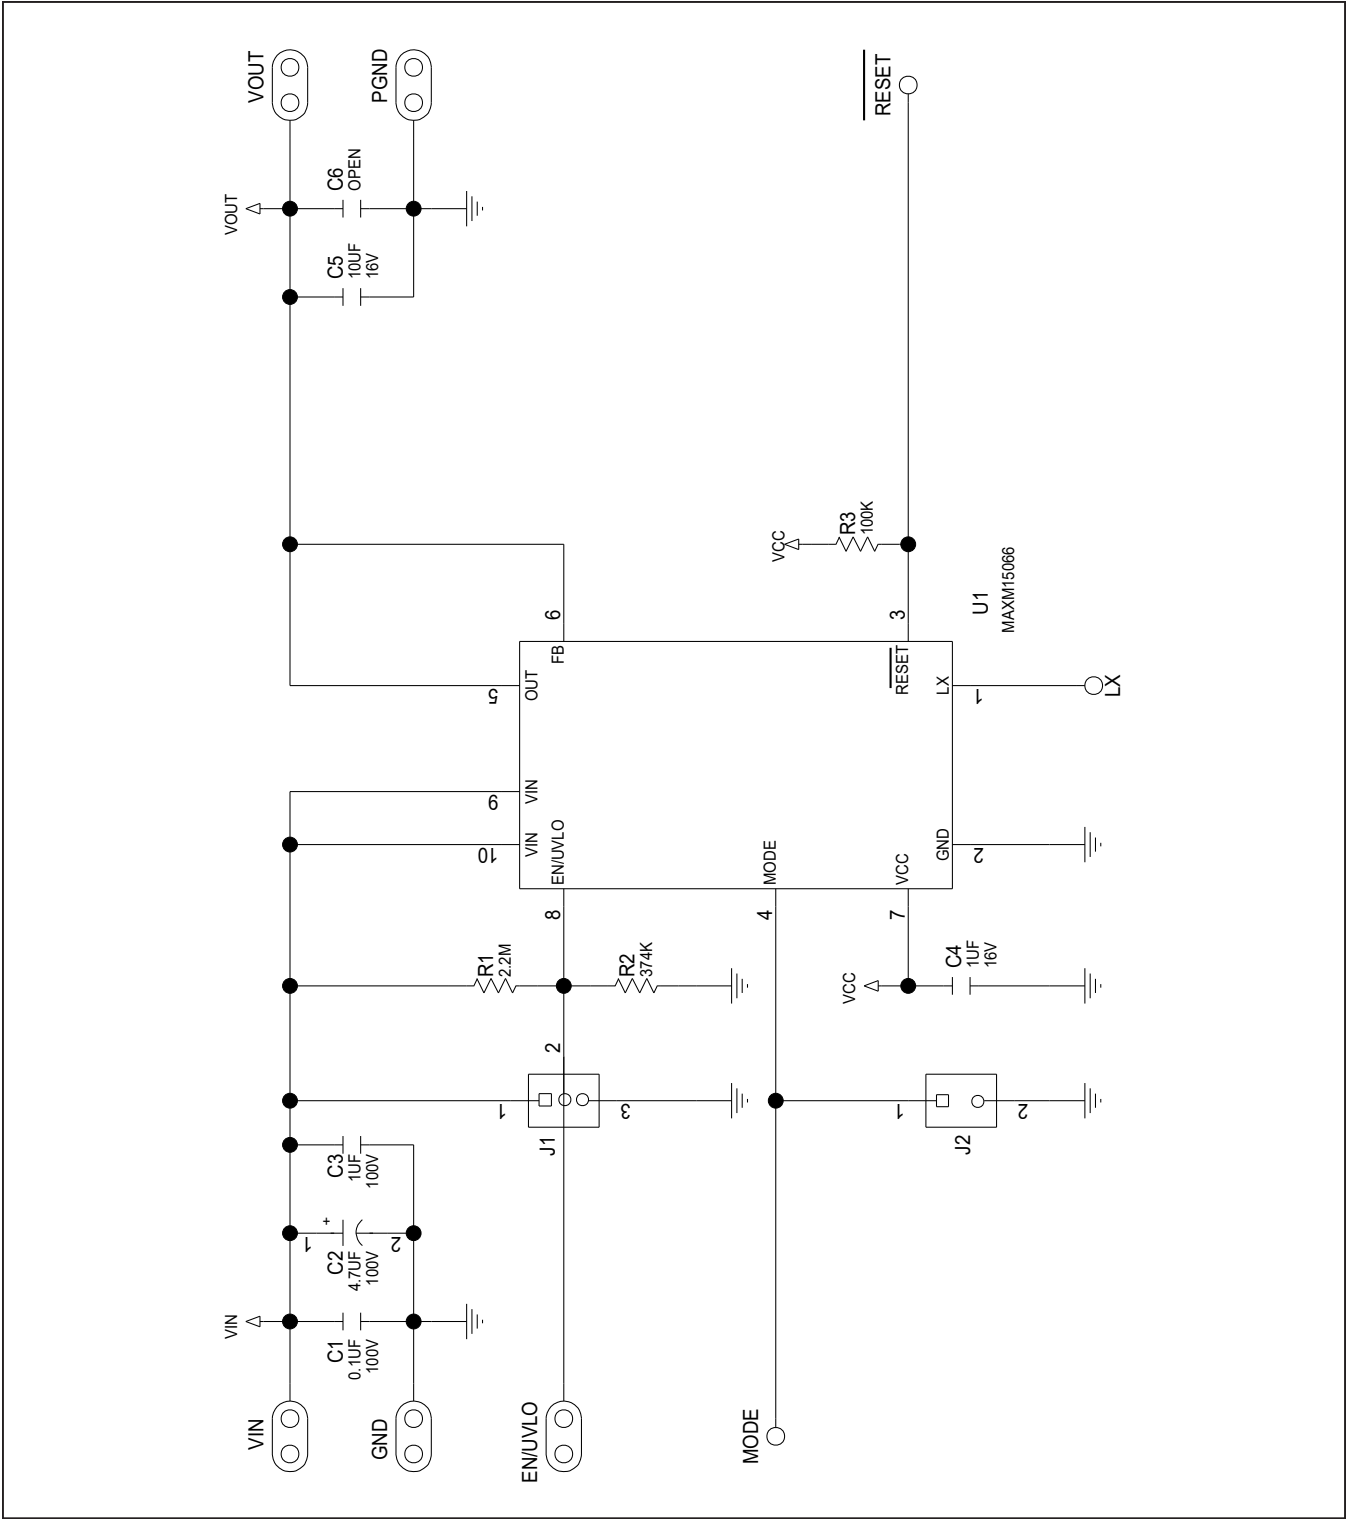 VIN
VIN
C1
0.1UF
100V
GND
1
+
2
C2
4.7UF
100V
C3
1UF
100V
EN/UVLO
1
2
3
J1
R1
2.2M
R2
374K
8
EN/UVLO
10
VIN
9
VIN
5
OUT
6
FB
VOUT
VOUT
C5
10UF
16V
C6
OPEN
PGND
MODE
4
MODE
1
2
J2
VCC
C4
1UF
16V
7
VCC
2
GND
1
LX
LX
3
RESET
VCC
R3
100K
RESET
U1
MAXM15066